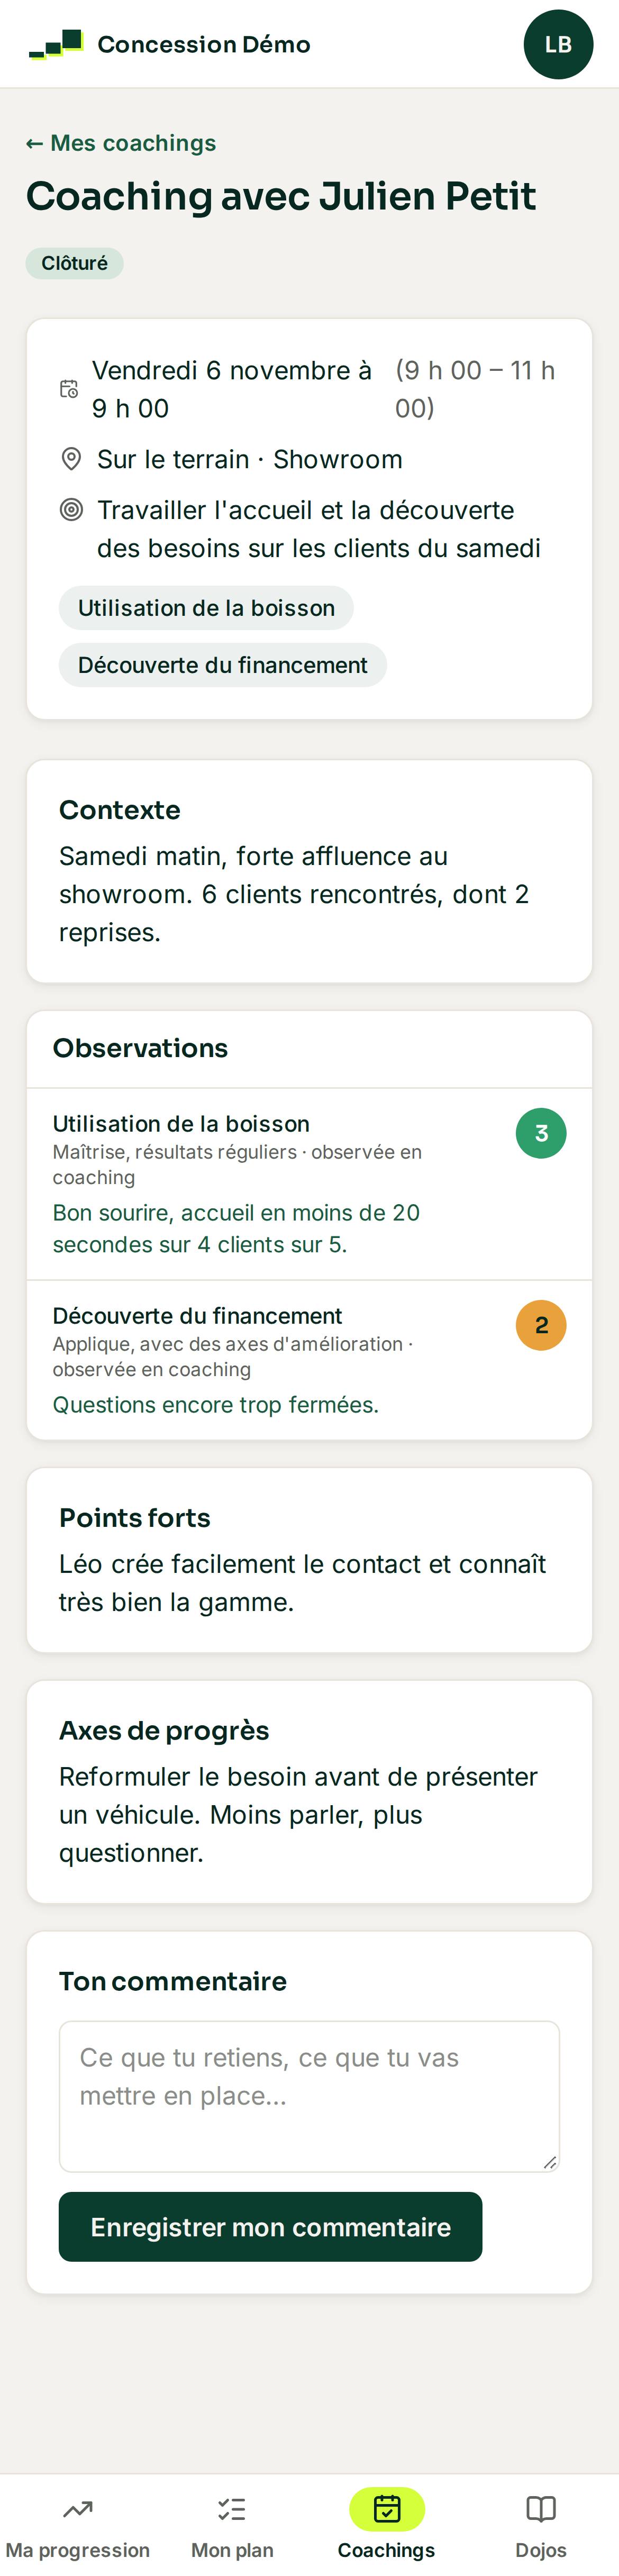 Concession Démo
LB
← Mes coachings
Coaching avec Julien Petit
Clôturé
Vendredi 6 novembre à
9 h 00
(9 h 00 – 11 h
00)
Sur le terrain · Showroom
Travailler l'accueil et la découverte
des besoins sur les clients du samedi
Utilisation de la boisson
Découverte du financement
Contexte
Samedi matin, forte affluence au
showroom. 6 clients rencontrés, dont 2
reprises.
Observations
Utilisation de la boisson
3
Maîtrise, résultats réguliers · observée en
coaching
Bon sourire, accueil en moins de 20
secondes sur 4 clients sur 5.
Découverte du financement
2
Applique, avec des axes d'amélioration ·
observée en coaching
Questions encore trop fermées.
Points forts
Léo crée facilement le contact et connaît
très bien la gamme.
Axes de progrès
Reformuler le besoin avant de présenter
un véhicule. Moins parler, plus
questionner.
Ton commentaire
Ce que tu retiens, ce que tu vas
mettre en place...
Enregistrer mon commentaire
Ma progression
Mon plan
Coachings
Dojos